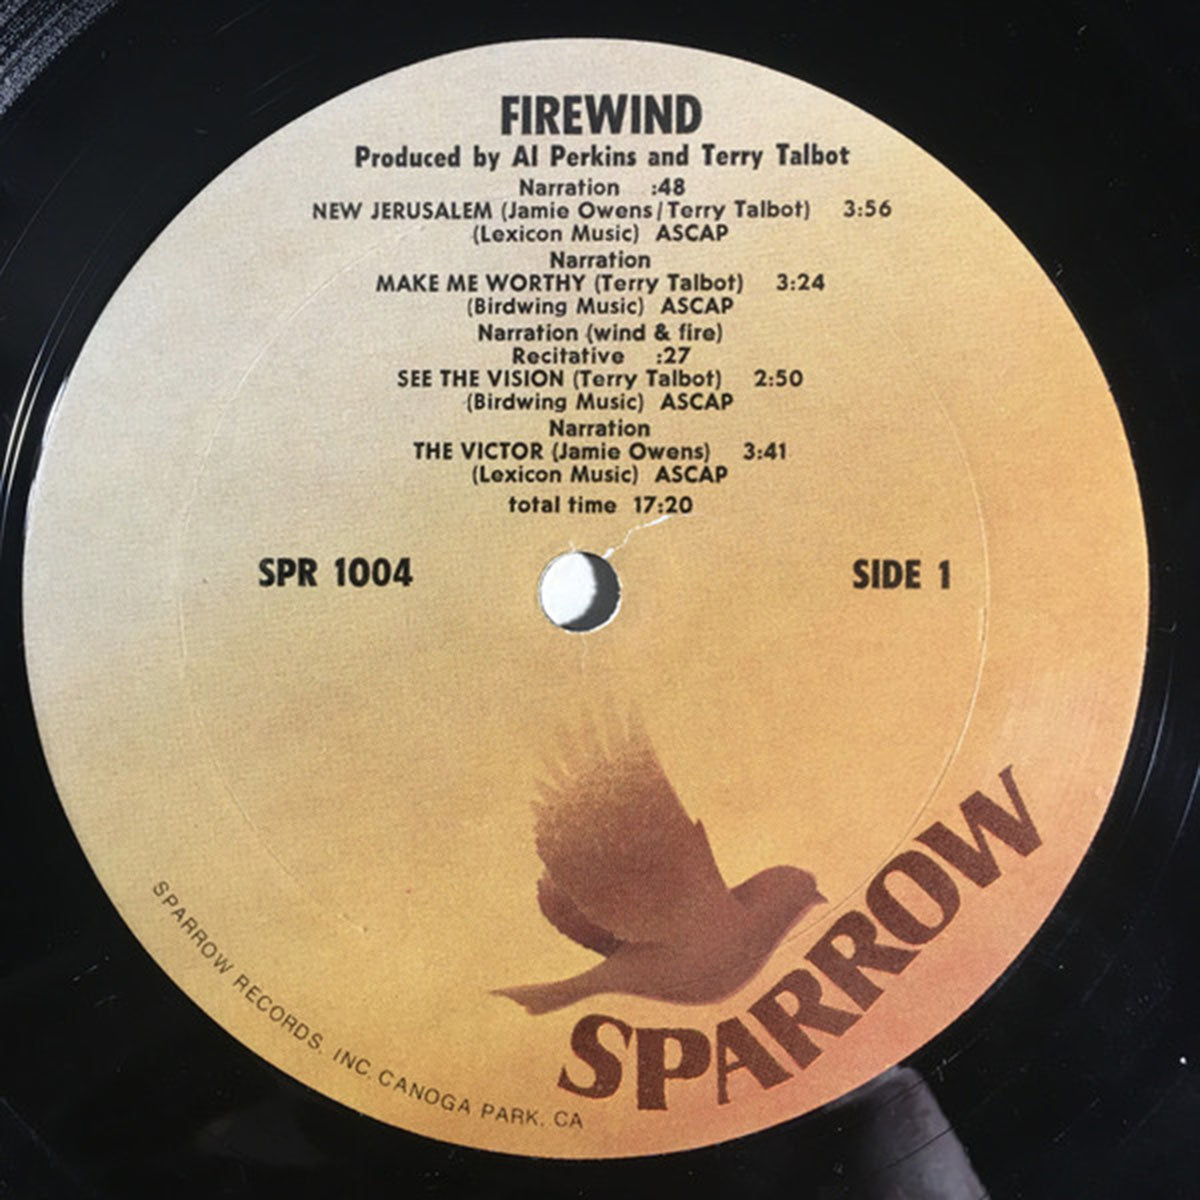 FIREWIND
Produced by Al Perkins and Terry Talbot
Narration :48
NEW JERUSALEM (Jamie Owens/Terry Talbot) 3:56
(Lexicon Music) ASCAP
Narration
MAKE ME WORTHY (Terry Talbot) 3:24
(Birdwing Music) ASCAP
Narration (wind & fire)
Recitative :27
SEE THE VISION (Terry Talbot) 2:50
(Birdwing Music) ASCAP
Narration
THE VICTOR (Jamie Owens) 3:41
(Lexicon Music) ASCAP
total time 17:20
SPR 1004
SIDE 1
SPARROW
SPARROW RECORDS, INC. CANOGA PARK, CA